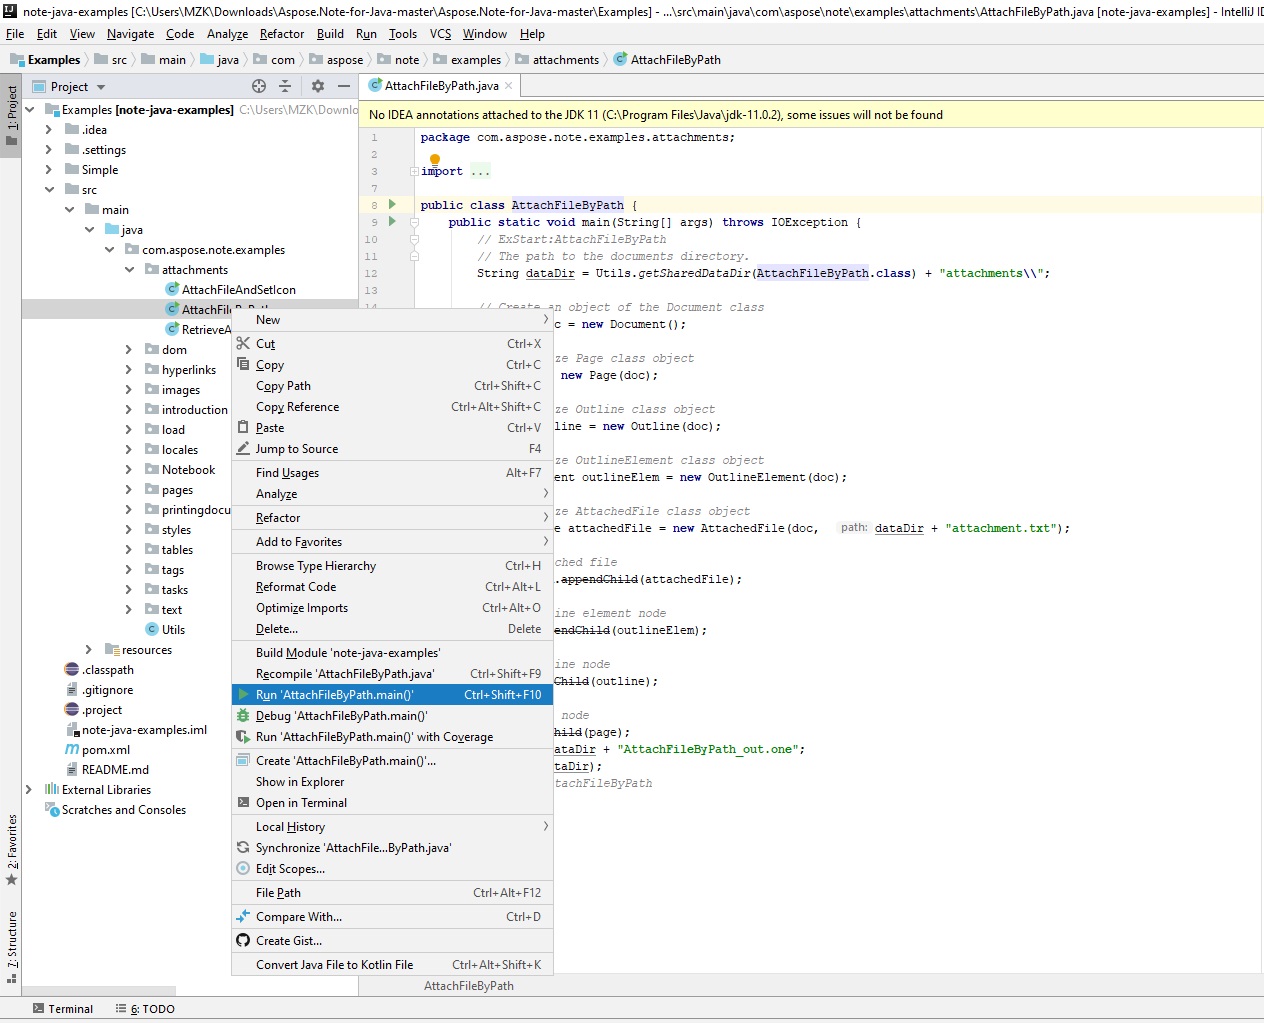 note-java-examples [C:\Users\MZK\Downloads\Aspose.Note-for-Java-master\Aspose.Note-for-Java-master\Examples] - ...\src\main\java\com\aspose\note\examples\attachments\AttachFileByPath.java [note-java-examples] - IntelliJ ID
File Edit View Navigate Code Analyze Refactor Build Run Tools VCS Window Help
Examples src main java com aspose note examples attachments AttachFileByPath
1: Project
Project
Examples [note-java-examples] C:\Users\MZK\Downlo
.idea
.settings
Simple
src
main
java
com.aspose.note.examples
attachments
AttachFileAndSetIcon
AttachFileByPath
RetrieveA
dom
hyperlinks
images
introduction
load
locales
Notebook
pages
printingdocu
styles
tables
tags
tasks
text
Utils
resources
.classpath
.gitignore
.project
note-java-examples.iml
pom.xml
README.md
External Libraries
Scratches and Consoles
2: Favorites
7: Structure
AttachFileByPath.java
No IDEA annotations attached to the JDK 11 (C:\Program Files\Java\jdk-11.0.2), some issues will not be found
1 package com.aspose.note.examples.attachments;
2
3 import ...
7
8 public class AttachFileByPath {
9 public static void main(String[] args) throws IOException {
10 // ExStart:AttachFileByPath
11 // The path to the documents directory.
12 String dataDir = Utils.getSharedDataDir(AttachFileByPath.class) + "attachments\\";
13
14 // Create an object of the Document class
c = new Document();
ze Page class object
new Page(doc);
ze Outline class object
line = new Outline(doc);
ze OutlineElement class object
ent outlineElem = new OutlineElement(doc);
ze AttachedFile class object
e attachedFile = new AttachedFile(doc, path: dataDir + "attachment.txt");
ched file
.appendChild(attachedFile);
ine element node
endChild(outlineElem);
ine node
Child(outline);
node
hild(page);
ataDir + "AttachFileByPath_out.one";
taDir);
tachFileByPath
New
Cut Ctrl+X
Copy Ctrl+C
Copy Path Ctrl+Shift+C
Copy Reference Ctrl+Alt+Shift+C
Paste Ctrl+V
Jump to Source F4
Find Usages Alt+F7
Analyze
Refactor
Add to Favorites
Browse Type Hierarchy Ctrl+H
Reformat Code Ctrl+Alt+L
Optimize Imports Ctrl+Alt+O
Delete... Delete
Build Module 'note-java-examples'
Recompile 'AttachFileByPath.java' Ctrl+Shift+F9
Run 'AttachFileByPath.main()' Ctrl+Shift+F10
Debug 'AttachFileByPath.main()'
Run 'AttachFileByPath.main()' with Coverage
Create 'AttachFileByPath.main()'...
Show in Explorer
Open in Terminal
Local History
Synchronize 'AttachFile...ByPath.java'
Edit Scopes...
File Path Ctrl+Alt+F12
Compare With... Ctrl+D
Create Gist...
Convert Java File to Kotlin File Ctrl+Alt+Shift+K
AttachFileByPath
Terminal 6: TODO